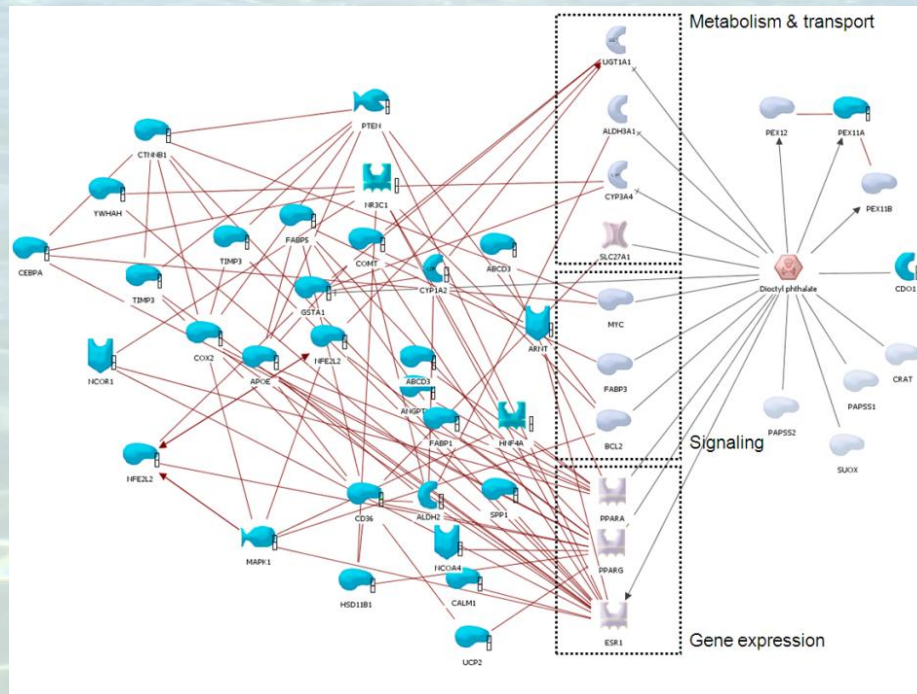 Metabolism & transport
UGT1A1
PTEN
PEX12
PEX11A
CTNNB1
ALDH3A1
PEX11B
YWHAH
NR3C1
CYP3A4
CEBPA
TIMP3
FABP5
COMT
ABCD3
SLC27A1
Dioctyl phthalate
CDO1
TIMP3
GSTA1
CYP1A2
MYC
NCOR1
COX2
APOE
NFE2L2
ABCD3
ARNT
FABP3
CRAT
PAPSS1
ANGPT
FABP1
HNF4A
BCL2
PAPSS2
SUOX
Signaling
NFE2L2
CD36
ALDH2
SPP1
PPARA
MAPK1
NCOA4
PPARG
HSD11B1
CALM1
UCP2
ESR1
Gene expression